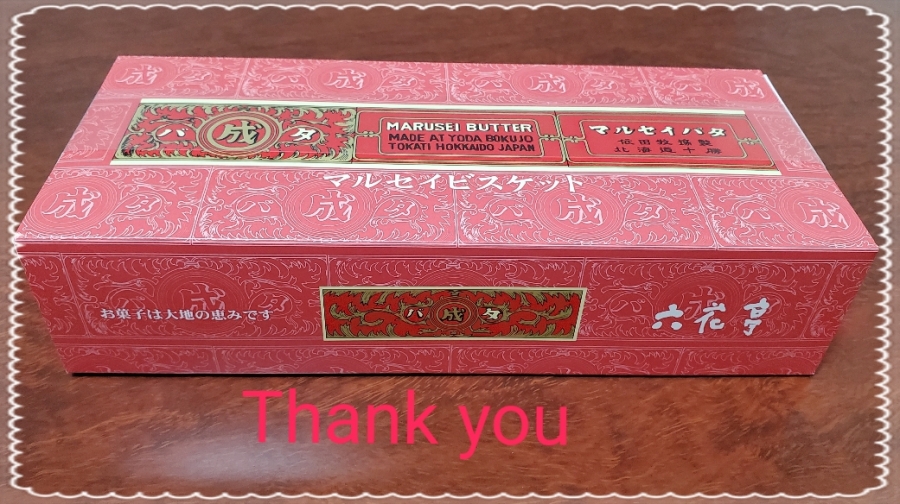 バ成タ
MARUSEI BUTTER
MADE AT YODA BOKUJO
TOKATI HOKKAIDO JAPAN
マルセイバタ
依田牧場製
北海道十勝
マルセイビスケット
お菓子は大地の恵みです
バ成タ
六花亭
Thank you